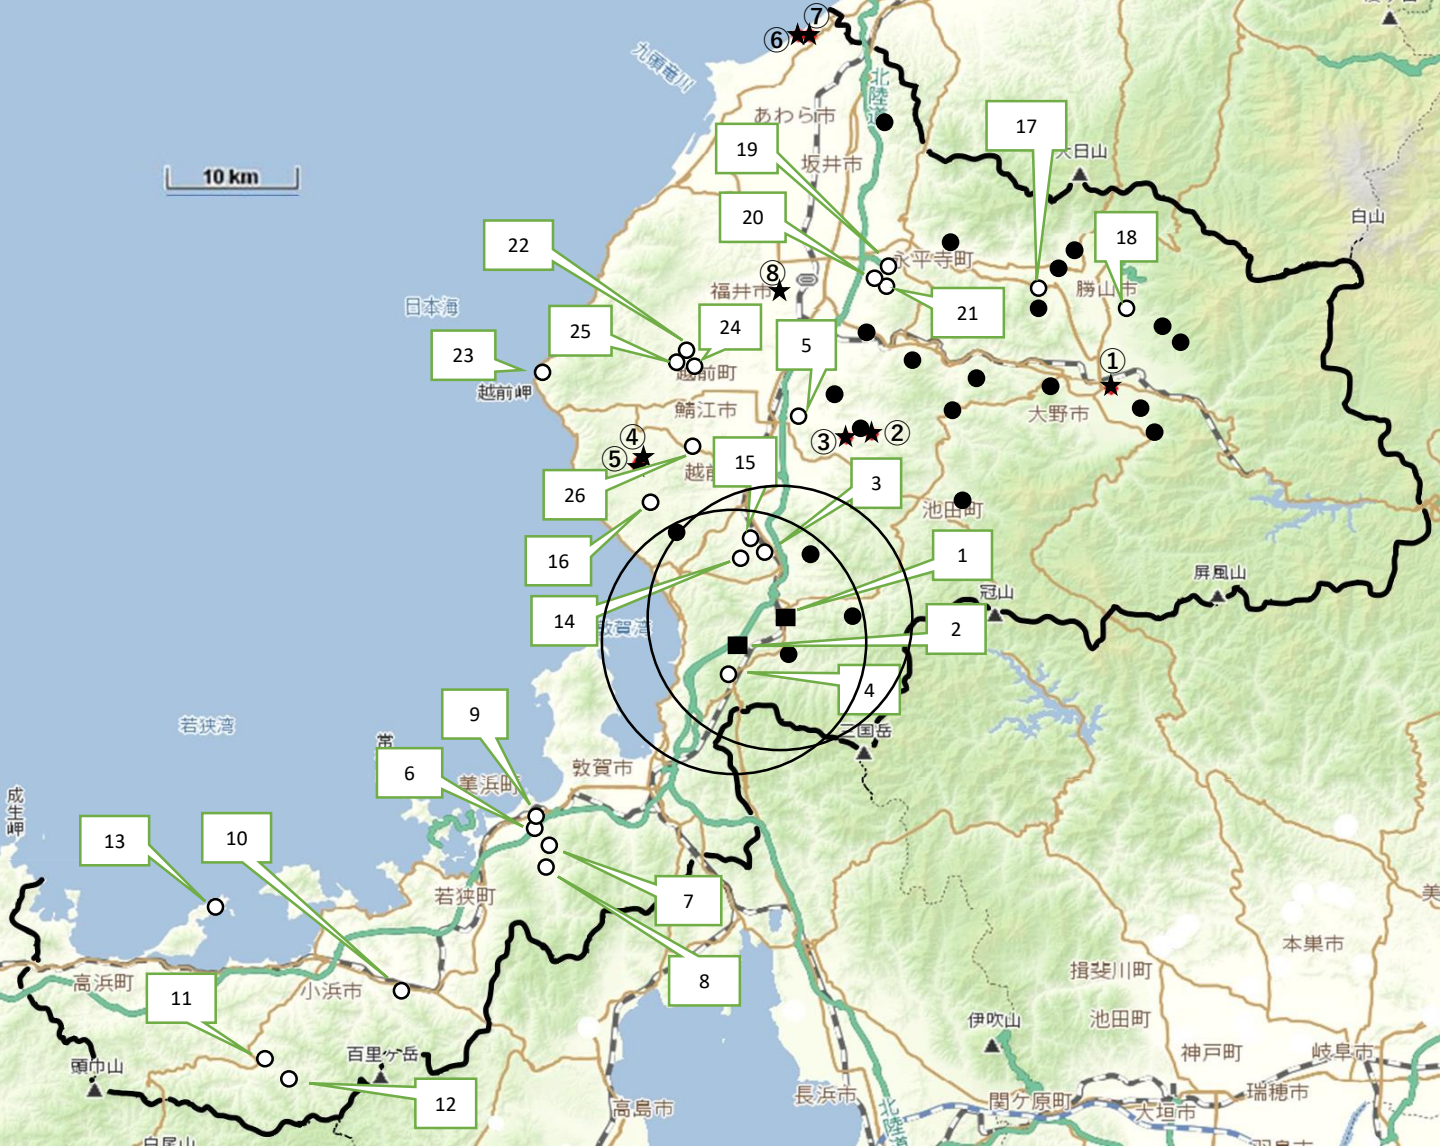 ⑦
⑥
九頭竜川
北陸道
あわら市
17
19
坂井市
大日山
20
白山
22
18
永平寺町
⑧
福井市
勝山市
10 km
日本海
21
25
24
5
23
①
越前町
越前岬
鯖江市
大野市
④
③
②
⑤
15
越前
3
26
池田町
16
1
屏風山
冠山
14
敦賀湾
2
4
9
若狭湾
三国岳
常
6
美浜町
敦賀市
成生岬
13
10
若狭町
7
本巣市
8
揖斐川町
高浜町
小浜市
11
伊吹山
池田町
百里ヶ岳
頭巾山
神戸町
岐阜市
長浜市
瑞穂市
12
高島市
関ケ原町
大垣市
北陸道
美